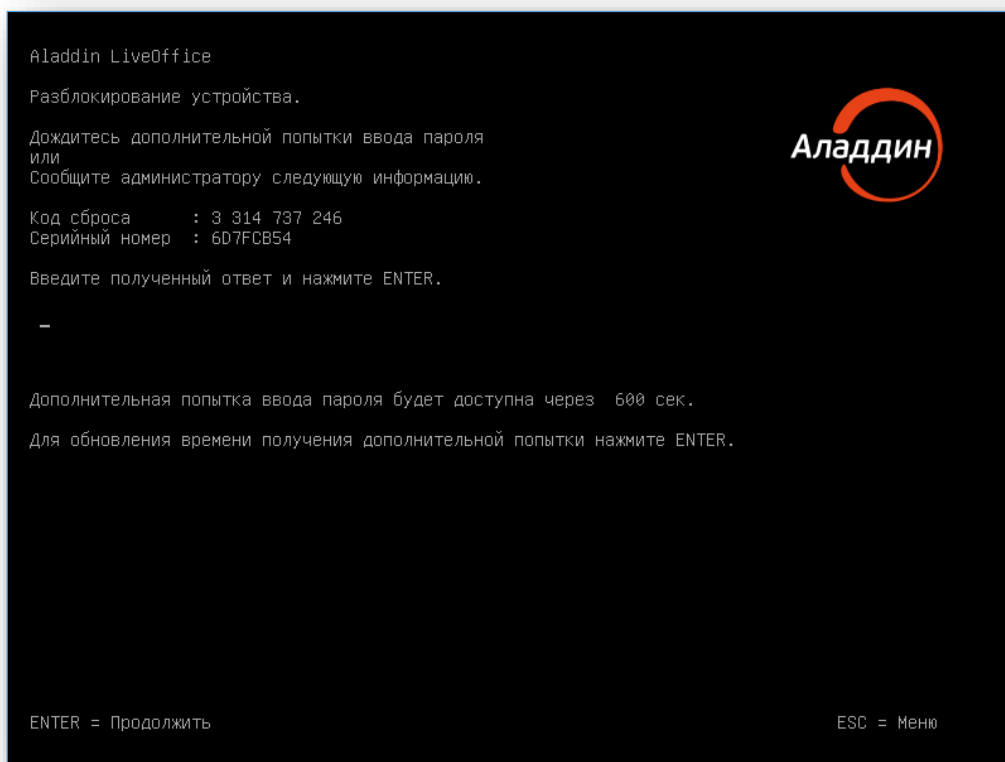 Aladdin LiveOffice
Разблокирование устройства.
Дождитесь дополнительной попытки ввода пароля
или
Сообщите администратору следующую информацию.
Аладдин
Код сброса : 3 314 737 246
Серийный номер : 6D7FCB54
Введите полученный ответ и нажмите ENTER.
Дополнительная попытка ввода пароля будет доступна через 600 сек.
Для обновления времени получения дополнительной попытки нажмите ENTER.
ENTER = Продолжить ESC = Меню